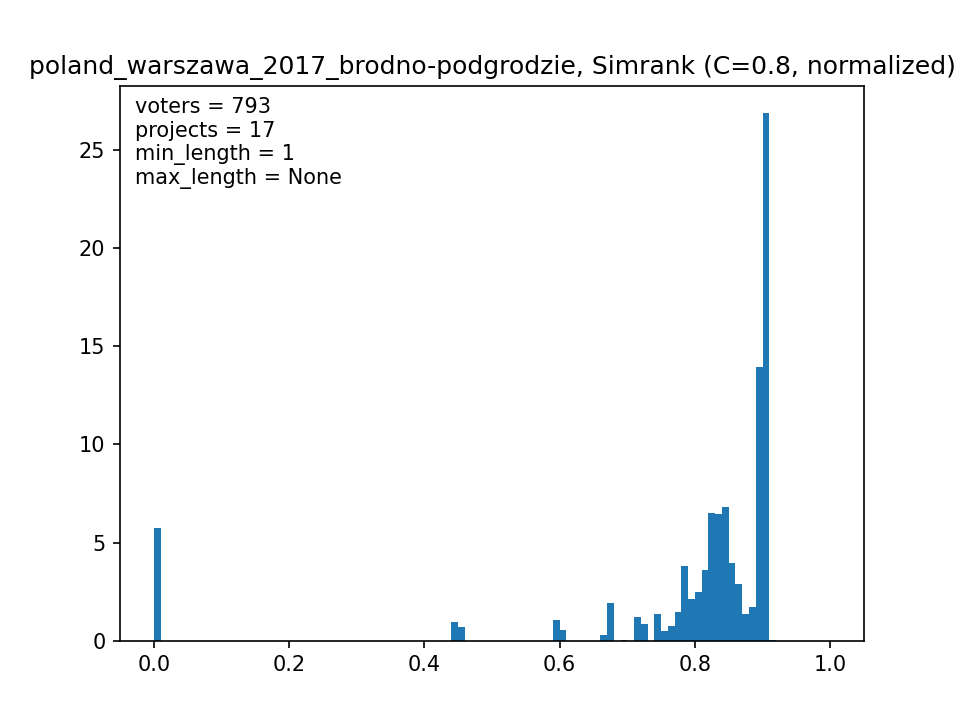 poland_warszawa_2017_brodno-podgrodzie, Simrank (C=0.8, normalized)
voters = 793
projects = 17
min_length = 1
max_length = None
25
20
15
10
5
0
0.0 0.2 0.4 0.6 0.8 1.0